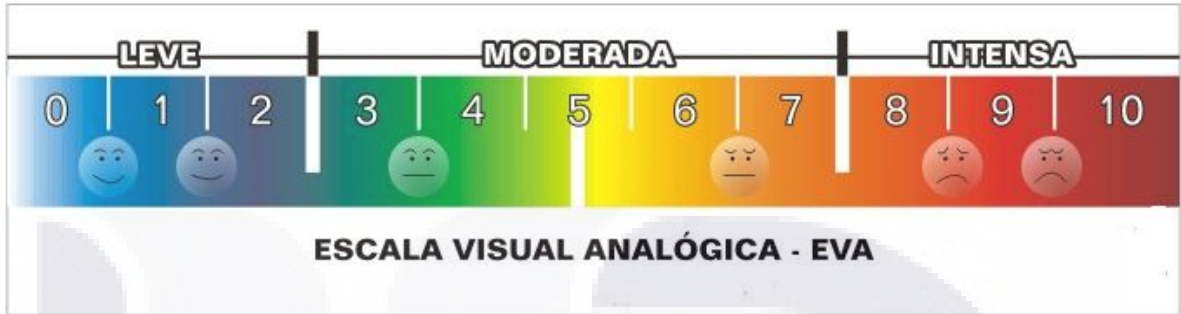 LEVE MODERADA INTENSA
0 1 2 3 4 5 6 7 8 9 10
ESCALA VISUAL ANALÓGICA - EVA